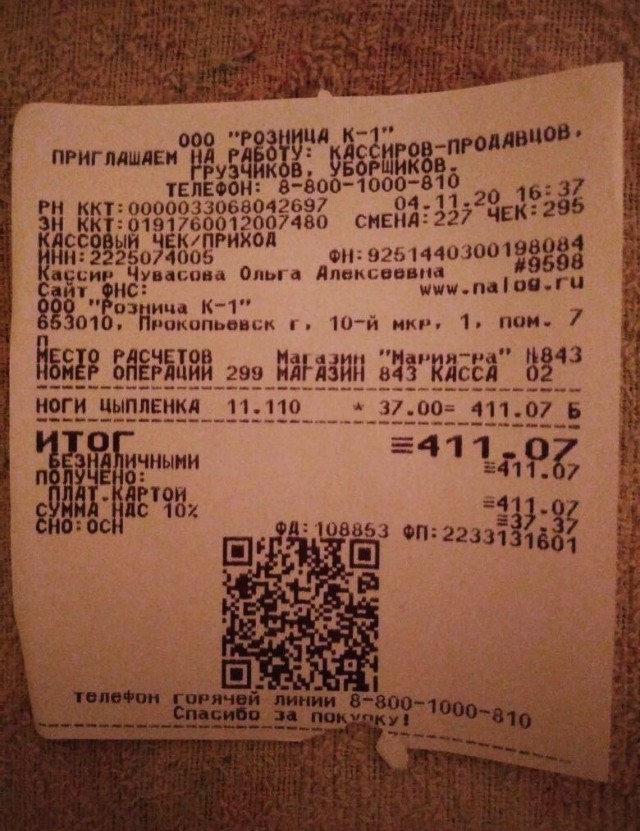 ООО "РОЗНИЦА К-1"
ПРИГЛАШАЕМ НА РАБОТУ: КАССИРОВ-ПРОДАВЦОВ,
ГРУЗЧИКОВ, УБОРЩИКОВ.
ТЕЛЕФОН: 8-800-1000-810
РН ККТ:0000033068042697 04.11.20 16:37
ЗН ККТ:0191760012007480 СМЕНА:227 ЧЕК:295
КАССОВЫЙ ЧЕК/ПРИХОД
ИНН:2225074005 ФН:9251440300198084
Кассир Чувасова Ольга Алексеевна #9598
Сайт ФНС: www.nalog.ru
ООО "Розница К-1"
653010, Прокопьевск г, 10-й мкр, 1, пом. 7
П
МЕСТО РАСЧЕТОВ Магазин "Мария-ра" №843
НОМЕР ОПЕРАЦИИ 299 МАГАЗИН 843 КАССА 02
НОГИ ЦЫПЛЕНКА 11.110 * 37.00= 411.07 Б
ИТОГ ≡411.07
БЕЗНАЛИЧНЫМИ ≡411.07
ПОЛУЧЕНО:
ПЛАТ.КАРТОЙ ≡411.07
СУММА НДС 10% ≡37.37
СНО:ОСН ФД:108853 ФП:2233131601
телефон горячей линии 8-800-1000-810
Спасибо за покупку!